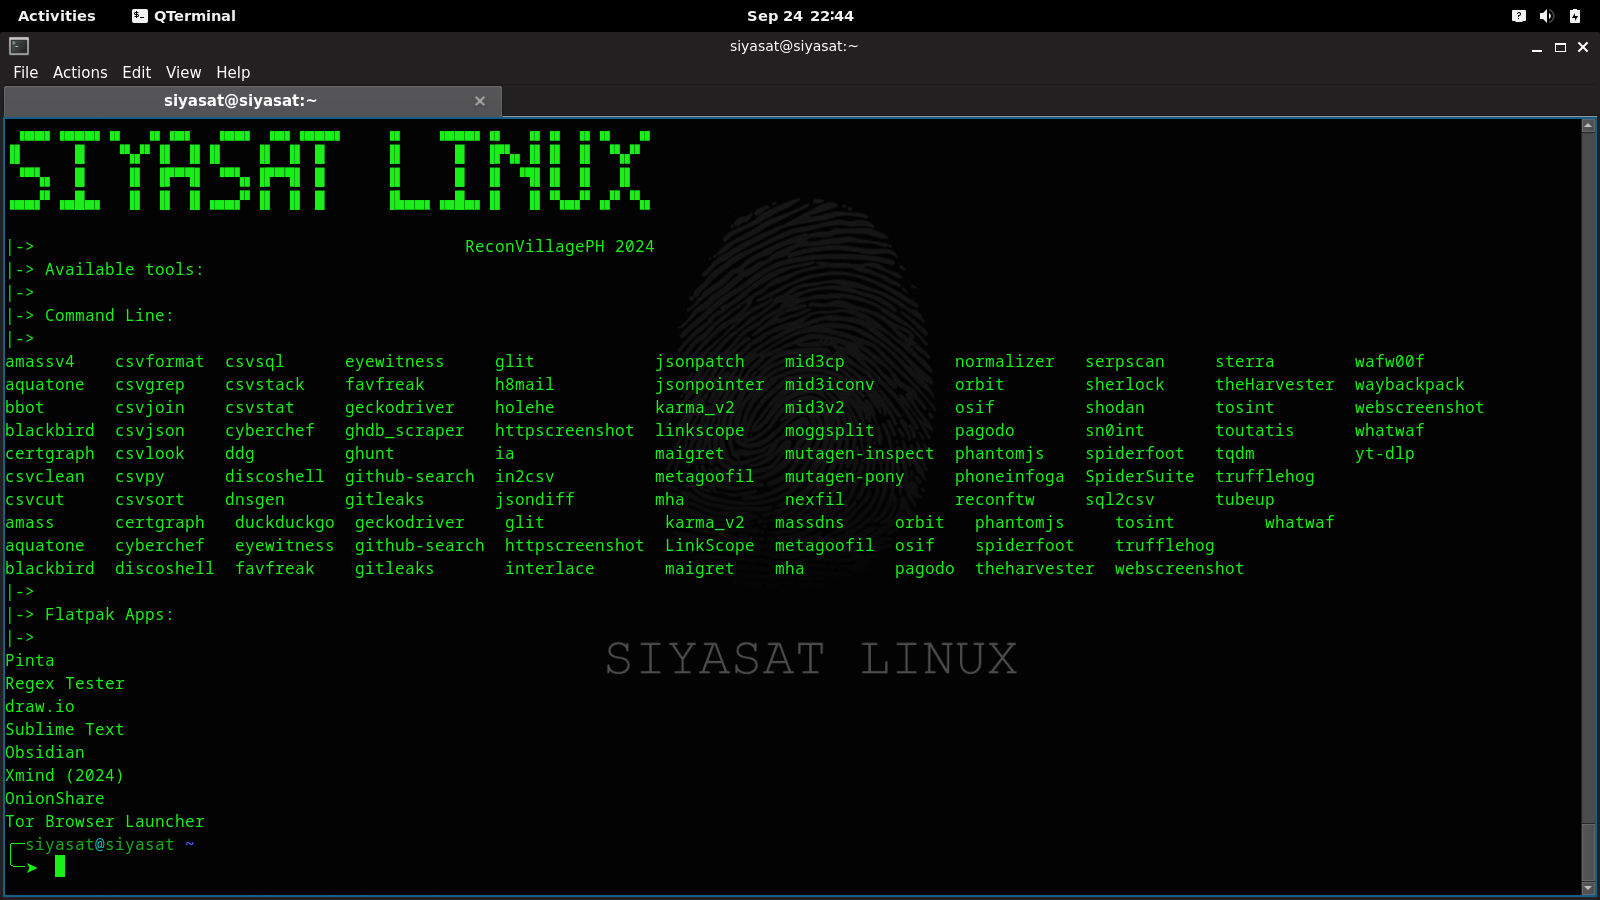 Activities QTerminal Sep 24 22:44
siyasat@siyasat:~
File Actions Edit View Help
siyasat@siyasat:~
SIYASAT LINUX
|-> ReconVillagePH 2024
|-> Available tools:
|->
|-> Command Line:
|->
amassv4 csvformat csvsql eyewitness glit jsonpatch mid3cp normalizer serpscan sterra wafw00f
aquatone csvgrep csvstack favfreak h8mail jsonpointer mid3iconv orbit sherlock theHarvester waybackpack
bbot csvjoin csvstat geckodriver holehe karma_v2 mid3v2 osif shodan tosint webscreenshot
blackbird csvjson cyberchef ghdb_scraper httpscreenshot linkscope moggsplit pagodo sn0int toutatis whatwaf
certgraph csvlook ddg ghunt ia maigret mutagen-inspect phantomjs spiderfoot tqdm yt-dlp
csvclean csvpy discoshell github-search in2csv metagoofil mutagen-pony phoneinfoga SpiderSuite trufflehog
csvcut csvsort dnsgen gitleaks jsondiff mha nexfil reconftw sql2csv tubeup
amass certgraph duckduckgo geckodriver glit karma_v2 massdns orbit phantomjs tosint whatwaf
aquatone cyberchef eyewitness github-search httpscreenshot LinkScope metagoofil osif spiderfoot trufflehog
blackbird discoshell favfreak gitleaks interlace maigret mha pagodo theharvester webscreenshot
|->
|-> Flatpak Apps:
|->
Pinta
Regex Tester
draw.io
Sublime Text
Obsidian
Xmind (2024)
OnionShare
Tor Browser Launcher
siyasat@siyasat ~
SIYASAT LINUX